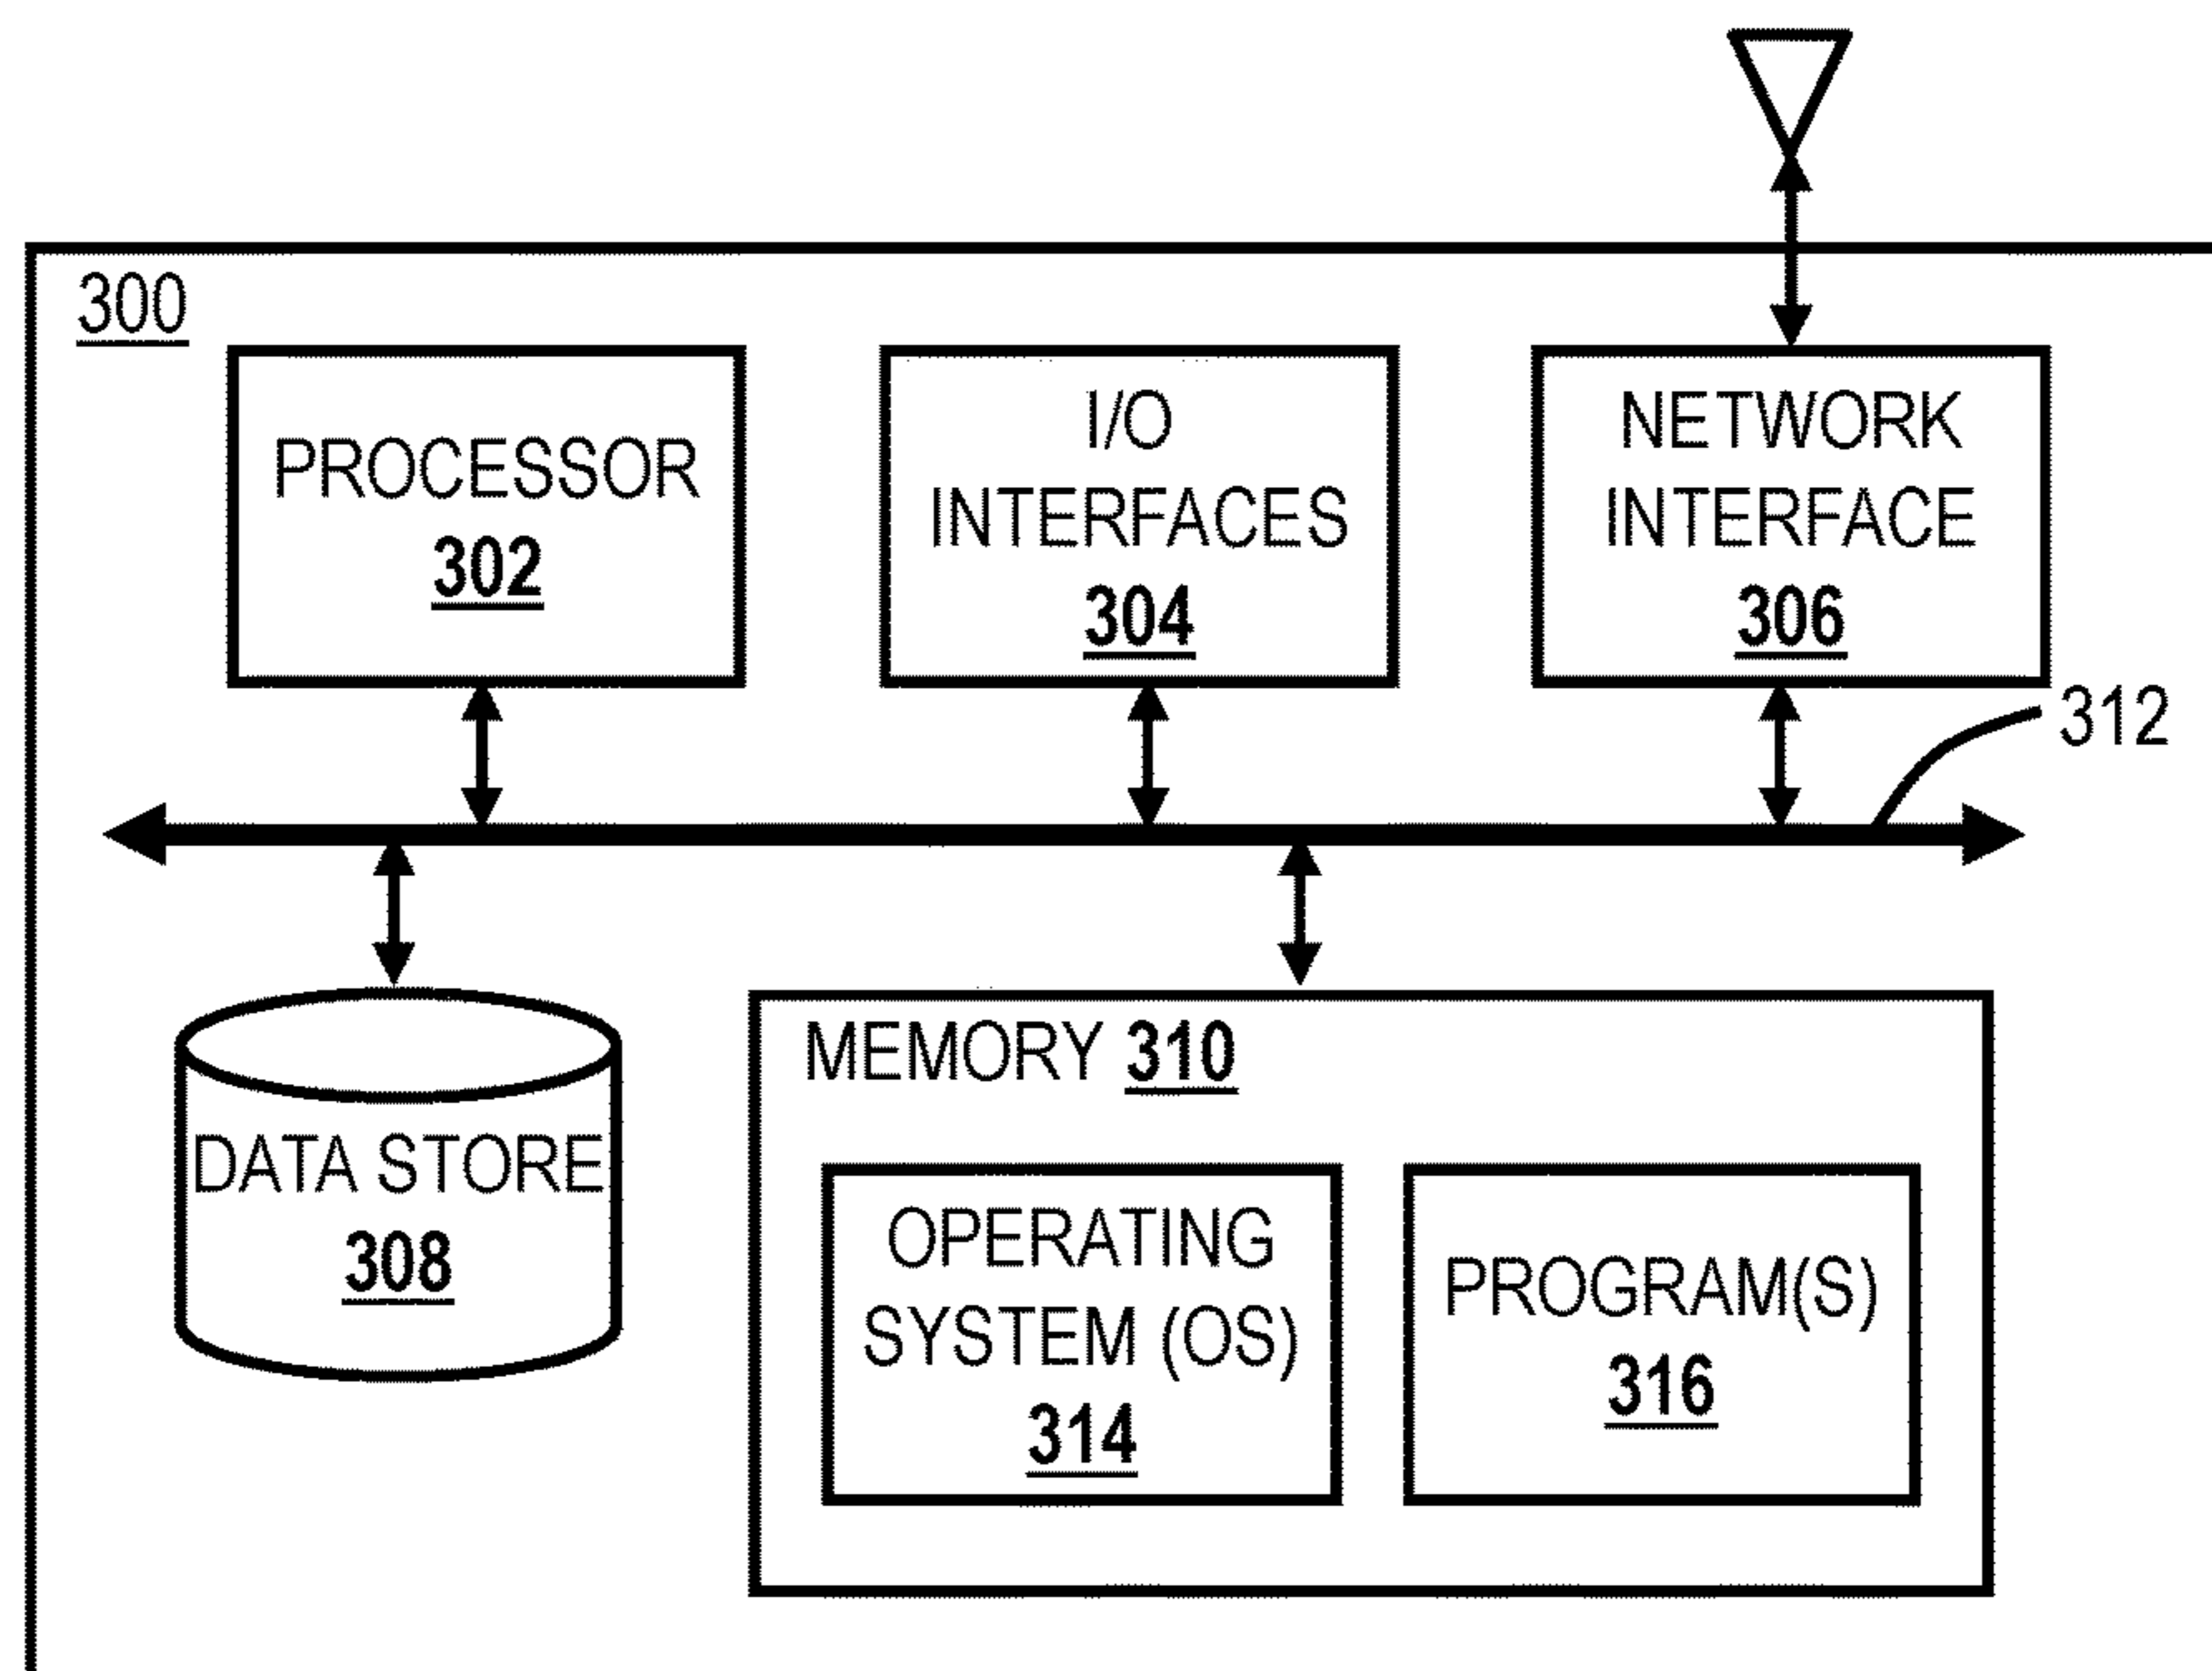 300
PROCESSOR
302
I/O
INTERFACES
304
NETWORK
INTERFACE
306
312
DATA STORE
308
MEMORY 310
OPERATING
SYSTEM (OS)
314
PROGRAM(S)
316